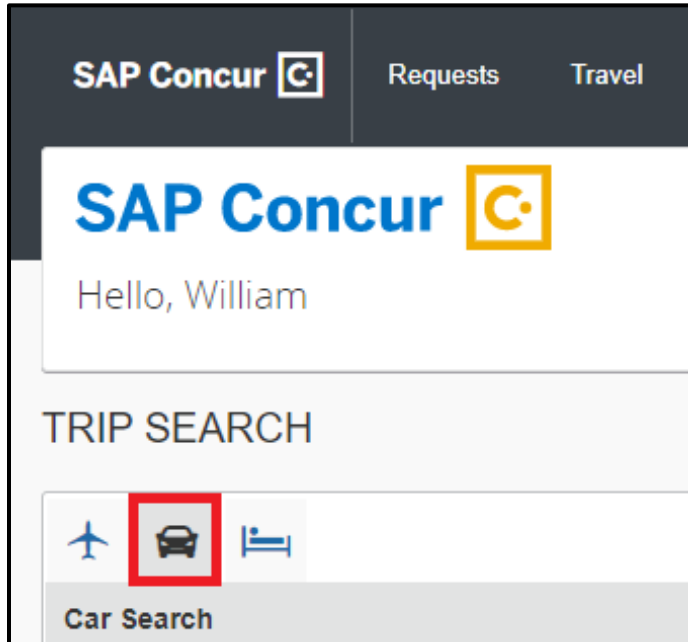 SAP Concur C Requests Travel
SAP Concur C
Hello, William
TRIP SEARCH
Car Search